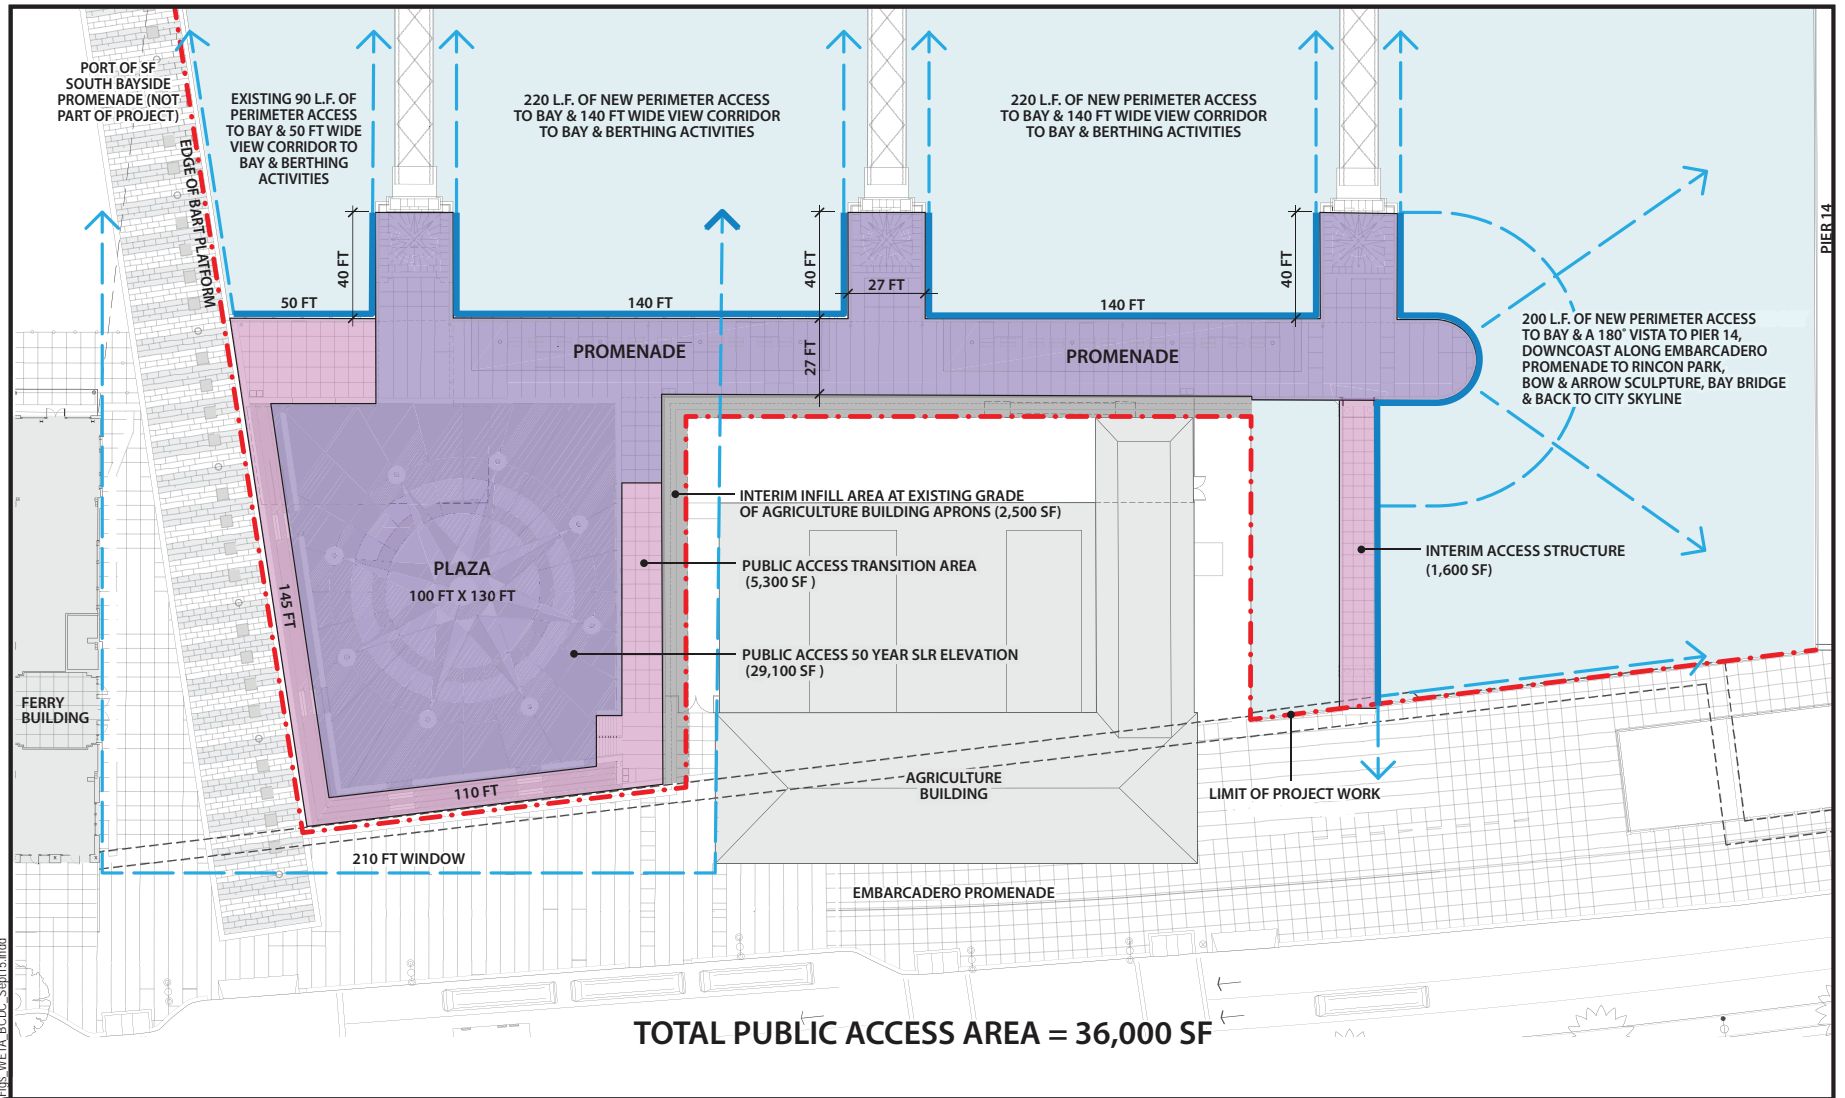 PORT OF SF
SOUTH BAYSIDE
PROMENADE (NOT
PART OF PROJECT)
EXISTING 90 L.F. OF
PERIMETER ACCESS
TO BAY & 50 FT WIDE
VIEW CORRIDOR TO
BAY & BERTHING
ACTIVITIES
220 L.F. OF NEW PERIMETER ACCESS
TO BAY & 140 FT WIDE VIEW CORRIDOR
TO BAY & BERTHING ACTIVITIES
220 L.F. OF NEW PERIMETER ACCESS
TO BAY & 140 FT WIDE VIEW CORRIDOR
TO BAY & BERTHING ACTIVITIES
EDGE OF BART PLATFORM
PIER 14
40 FT
40 FT
40 FT
50 FT
140 FT
27 FT
140 FT
27 FT
PROMENADE
PROMENADE
200 L.F. OF NEW PERIMETER ACCESS
TO BAY & A 180° VISTA TO PIER 14,
DOWNCOAST ALONG EMBARCADERO
PROMENADE TO RINCON PARK,
BOW & ARROW SCULPTURE, BAY BRIDGE
& BACK TO CITY SKYLINE
INTERIM INFILL AREA AT EXISTING GRADE
OF AGRICULTURE BUILDING APRONS (2,500 SF)
PUBLIC ACCESS TRANSITION AREA
(5,300 SF )
INTERIM ACCESS STRUCTURE
(1,600 SF)
PLAZA
100 FT X 130 FT
145 FT
PUBLIC ACCESS 50 YEAR SLR ELEVATION
(29,100 SF )
FERRY
BUILDING
110 FT
AGRICULTURE
BUILDING
LIMIT OF PROJECT WORK
210 FT WINDOW
EMBARCADERO PROMENADE
TOTAL PUBLIC ACCESS AREA = 36,000 SF